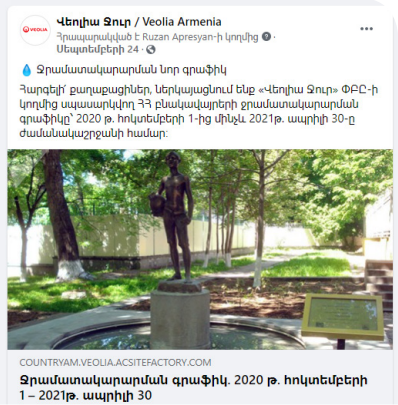 Վեոլիա Ջուր / Veolia Armenia
VEOLIA
Հրապարակված է Ruzan Apresyan-ի կողմից ·
Սեպտեմբերի 24 ·
💧 Ջրամատակարարման նոր գրաֆիկ
Հարգելի՛ քաղաքացիներ, ներկայացնում ենք «Վեոլիա Ջուր» ՓԲԸ-ի
կողմից սպասարկվող ՀՀ բնակավայրերի ջրամատակարարման
գրաֆիկը՝ 2020 թ. հոկտեմբերի 1-ից մինչև 2021թ. ապրիլի 30-ը
ժամանակաշրջանի համար:
COUNTRYAM.VEOLIA.ACSITEFACTORY.COM
Ջրամատակարարման գրաֆիկ. 2020 թ. հոկտեմբերի
1 – 2021թ. ապրիլի 30